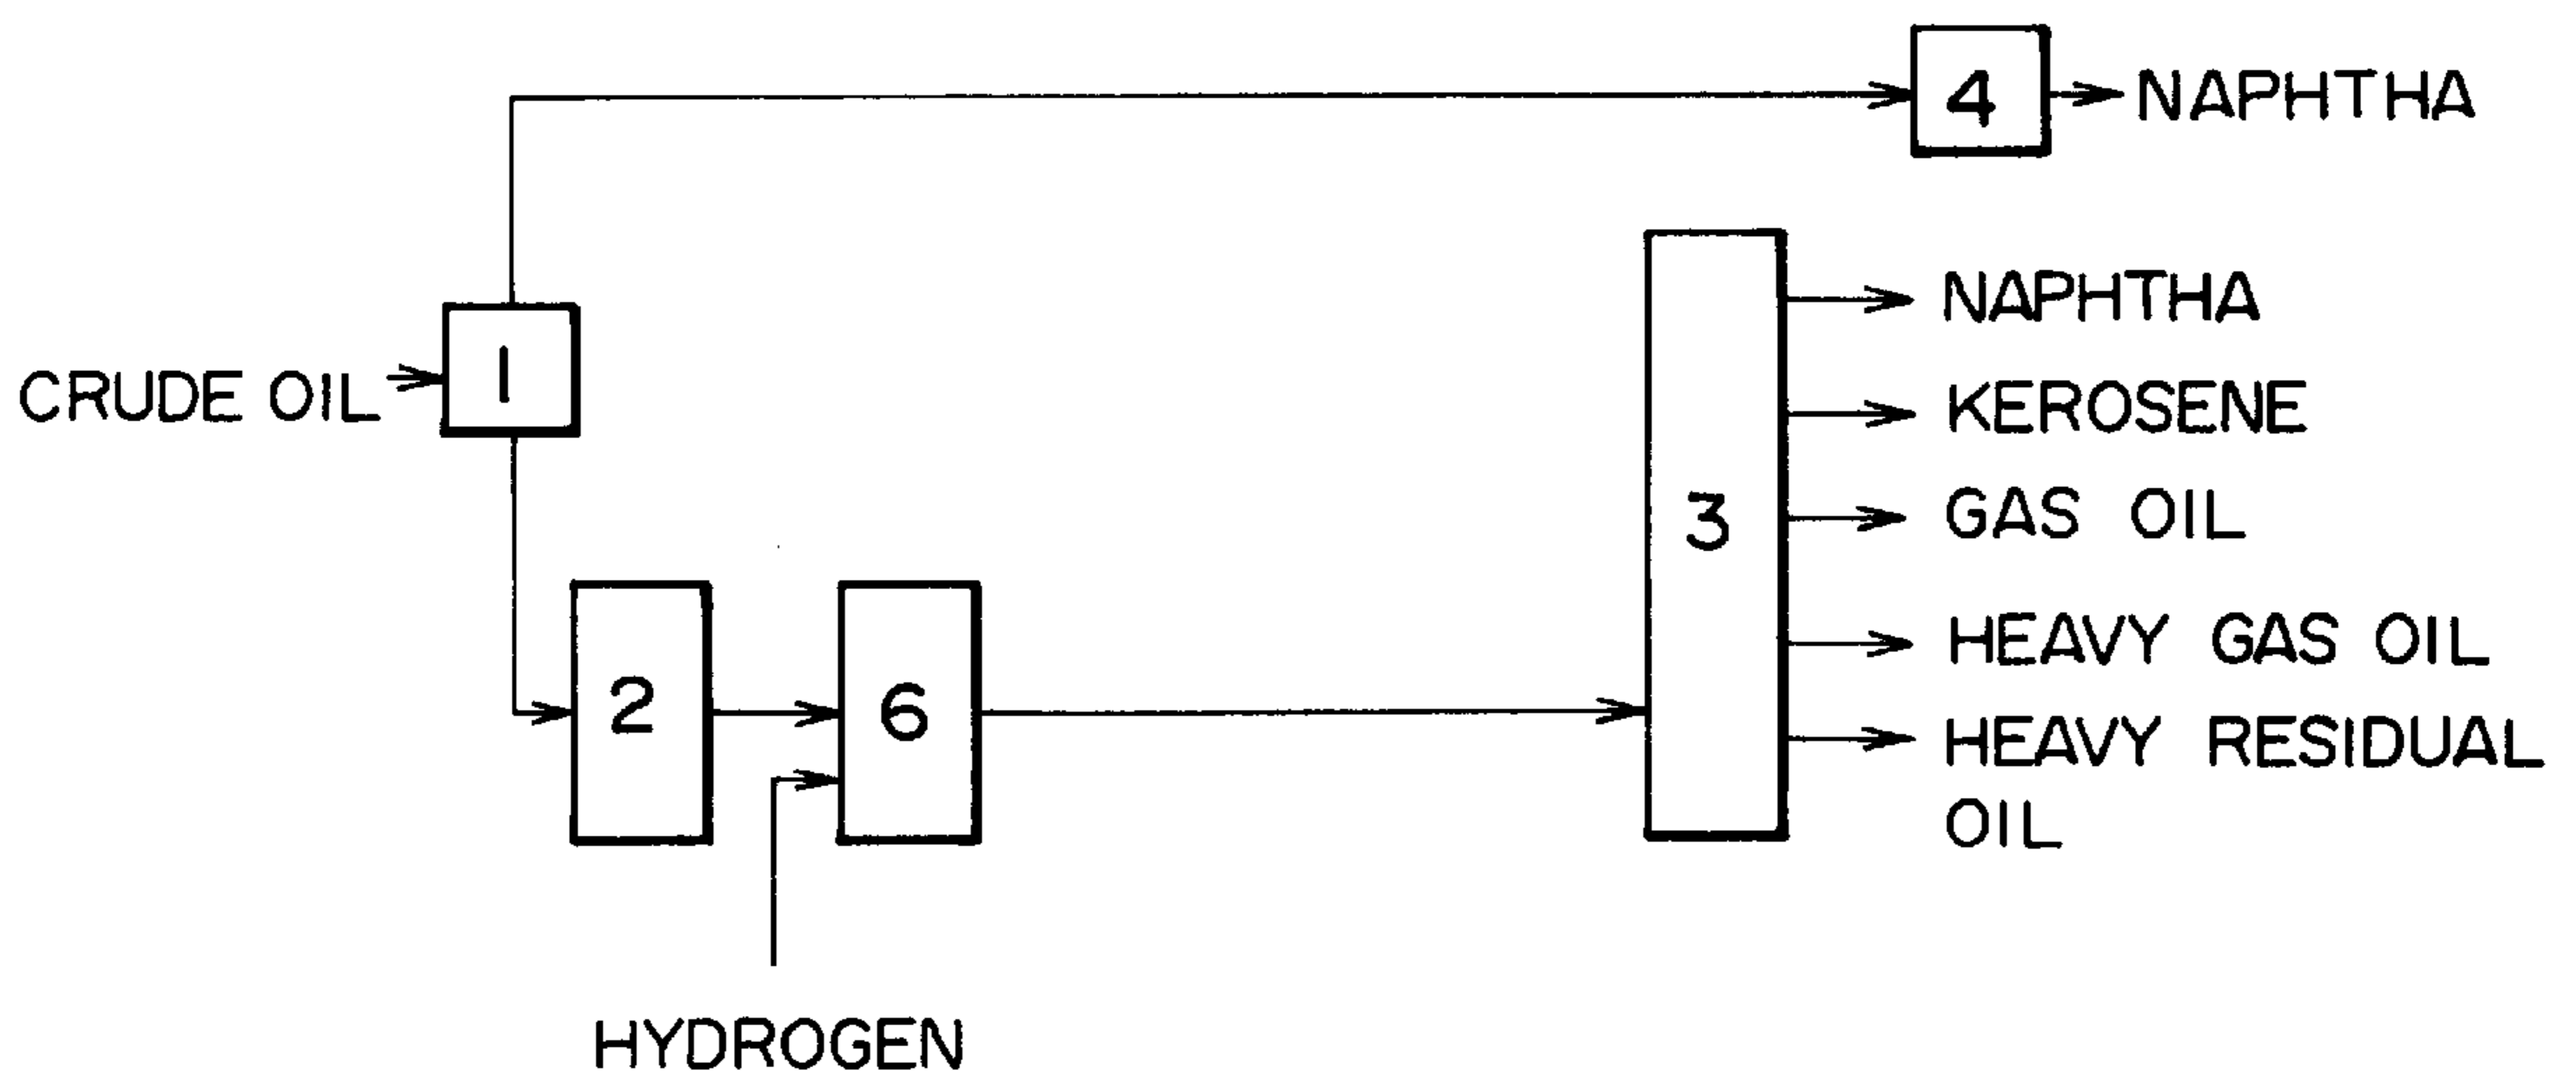 4
NAPHTHA
NAPHTHA
CRUDE OIL
1
KEROSENE
3
GAS OIL
2
6
HEAVY GAS OIL
HEAVY RESIDUAL
OIL
HYDROGEN